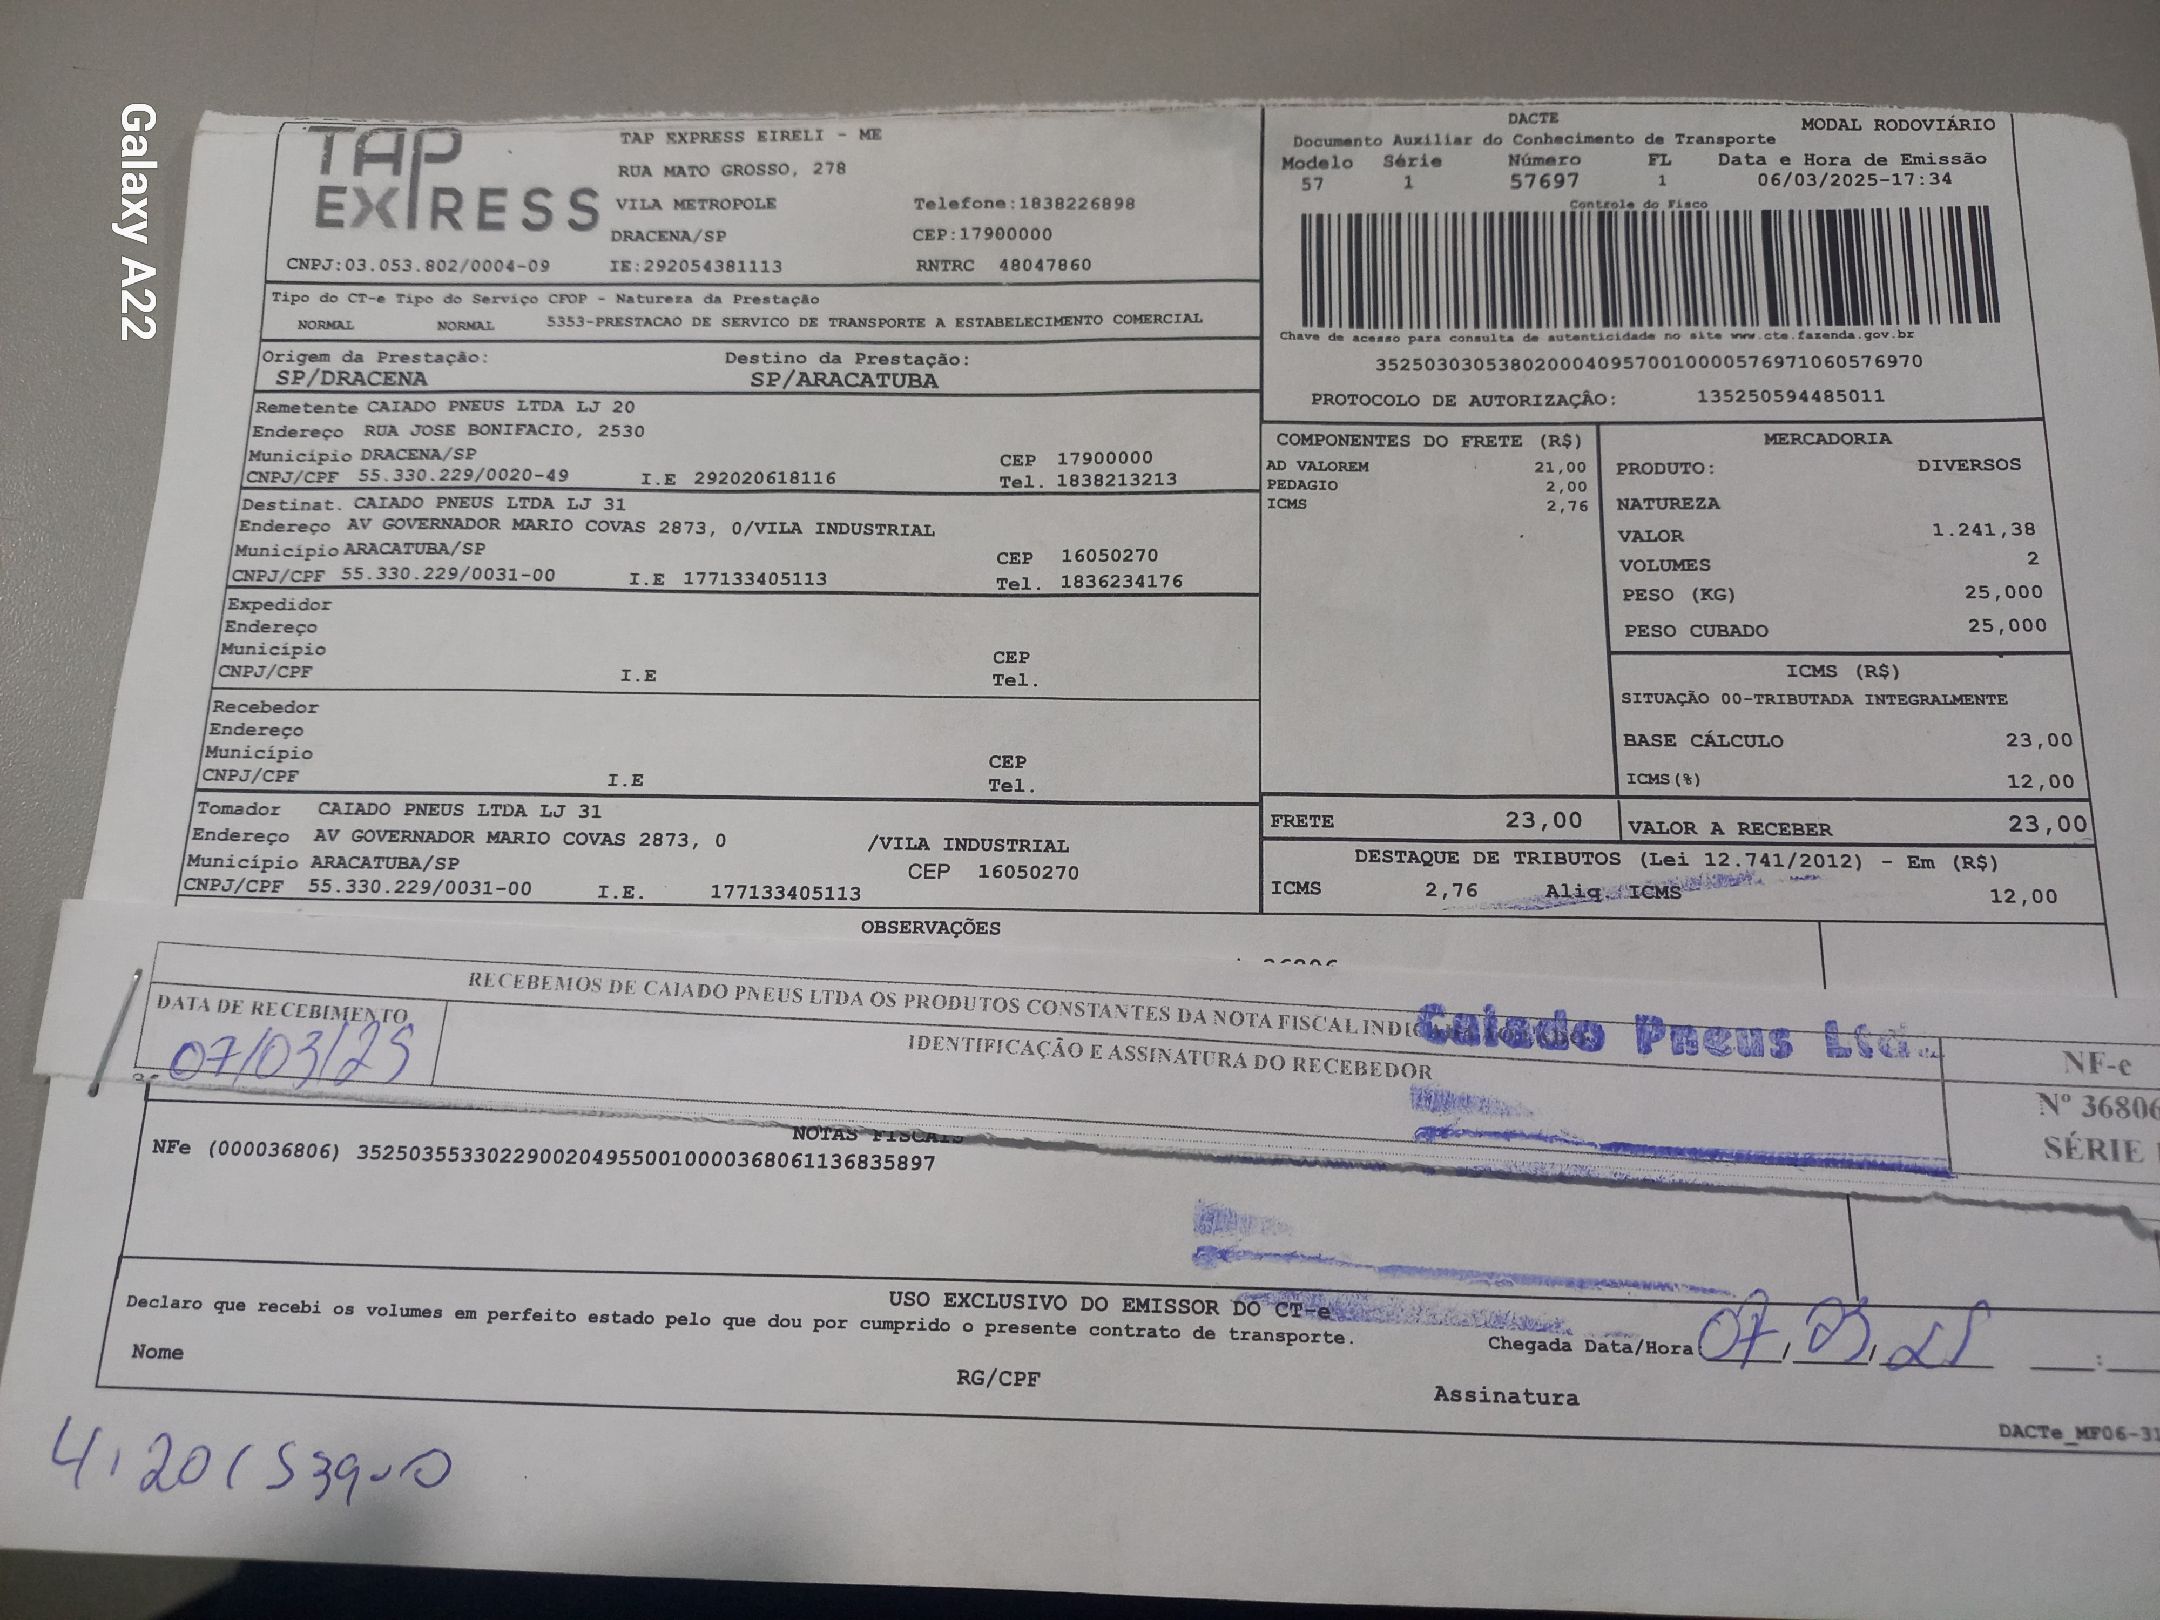 Galaxy A22
TAP EXPRESS
TAP EXPRESS EIRELI - ME
RUA MATO GROSSO, 278
VILA METROPOLE Telefone:1838226898
DRACENA/SP CEP:17900000
CNPJ:03.053.802/0004-09 IE:292054381113 RNTRC 48047860
DACTE MODAL RODOVIÁRIO
Documento Auxiliar do Conhecimento de Transporte
Modelo Série Número FL Data e Hora de Emissão
57 1 57697 1 06/03/2025-17:34
Controle do Fisco
Chave de acesso para consulta de autenticidade no site www.cte.fazenda.gov.br
35250303053802000409570010000576971060576970
PROTOCOLO DE AUTORIZAÇÂO: 135250594485011
Tipo do CT-e Tipo do Serviço CFOP - Natureza da Prestação
NORMAL NORMAL 5353-PRESTACAO DE SERVICO DE TRANSPORTE A ESTABELECIMENTO COMERCIAL
Origem da Prestação: Destino da Prestação:
SP/DRACENA SP/ARACATUBA
Remetente CAIADO PNEUS LTDA LJ 20
Endereço RUA JOSE BONIFACIO, 2530
Município DRACENA/SP CEP 17900000
CNPJ/CPF 55.330.229/0020-49 I.E 292020618116 Tel. 1838213213
Destinat. CAIADO PNEUS LTDA LJ 31
Endereço AV GOVERNADOR MARIO COVAS 2873, 0/VILA INDUSTRIAL
Município ARACATUBA/SP CEP 16050270
CNPJ/CPF 55.330.229/0031-00 I.E 177133405113 Tel. 1836234176
Expedidor
Endereço
Município CEP
CNPJ/CPF I.E Tel.
Recebedor
Endereço
Município CEP
CNPJ/CPF I.E Tel.
Tomador CAIADO PNEUS LTDA LJ 31
Endereço AV GOVERNADOR MARIO COVAS 2873, 0 /VILA INDUSTRIAL
Município ARACATUBA/SP CEP 16050270
CNPJ/CPF 55.330.229/0031-00 I.E. 177133405113
COMPONENTES DO FRETE (R$)
AD VALOREM 21,00
PEDAGIO 2,00
ICMS 2,76
MERCADORIA
PRODUTO: DIVERSOS
NATUREZA
VALOR 1.241,38
VOLUMES 2
PESO (KG) 25,000
PESO CUBADO 25,000
ICMS (R$)
SITUAÇÃO 00-TRIBUTADA INTEGRALMENTE
BASE CÁLCULO 23,00
ICMS(%) 12,00
FRETE 23,00 VALOR A RECEBER 23,00
DESTAQUE DE TRIBUTOS (Lei 12.741/2012) - Em (R$)
ICMS 2,76 Aliq. ICMS 12,00
OBSERVAÇÕES
RECEBEMOS DE CAIADO PNEUS LTDA OS PRODUTOS CONSTANTES DA NOTA FISCAL
DATA DE RECEBIMENTO
07/03/25
IDENTIFICAÇÃO E ASSINATURA DO RECEBEDOR
Caiado Pneus Ltda.
NF-e
Nº 36806
SÉRIE
NOTAS FISCAIS
NFe (000036806) 35250355330229002049550010000368061136835897
USO EXCLUSIVO DO EMISSOR DO CT-e
Declaro que recebi os volumes em perfeito estado pelo que dou por cumprido o presente contrato de transporte.
Chegada Data/Hora 07, 03, 25 :
Nome RG/CPF Assinatura
DACTe_MF06-31